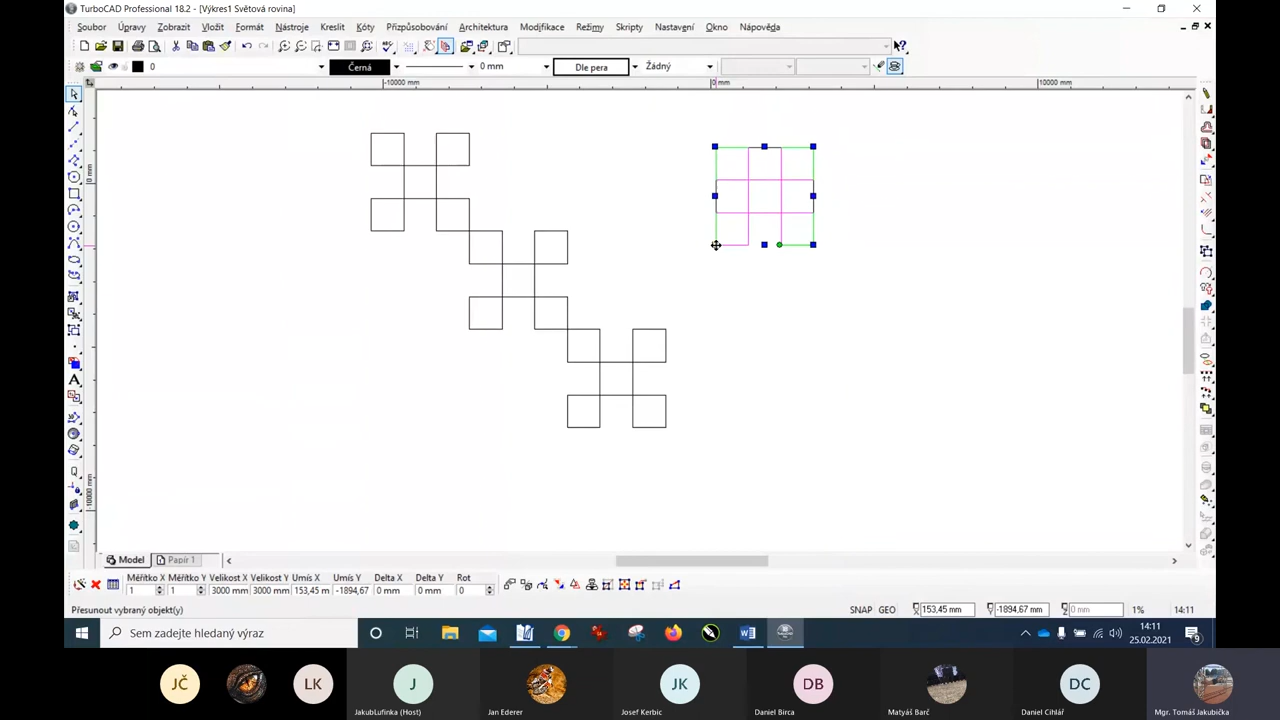 TurboCAD Professional 18.2 - [Výkres1 Světová rovina]
Soubor Úpravy Zobrazit Vložit Formát Nástroje Kreslit Kóty Přizpůsobování Architektura Modifikace Režimy Skripty Nastavení Okno Nápověda
0 Černá 0 mm Dle pera Žádný
-10000 mm 0 mm 10000 mm
0 mm
-10000 mm
Model Papír 1
Měřítko X Měřítko Y Velikost X Velikost Y Umís X Umís Y Delta X Delta Y Rot
1 1 3000 mm 3000 mm 153,45 m -1894,67 0 mm 0 mm 0
Přesunout vybraný objekt(y) SNAP GEO 153,45 mm -1894,67 mm 0 mm 1% 14:11
Sem zadejte hledaný výraz
14:11
25.02.2021
9
JČ LK J JK DB DC
JakubLufinka (Host) Jan Ederer Josef Kerbic Daniel Birca Matyáš Barč Daniel Cihlář Mgr. Tomáš Jakubička